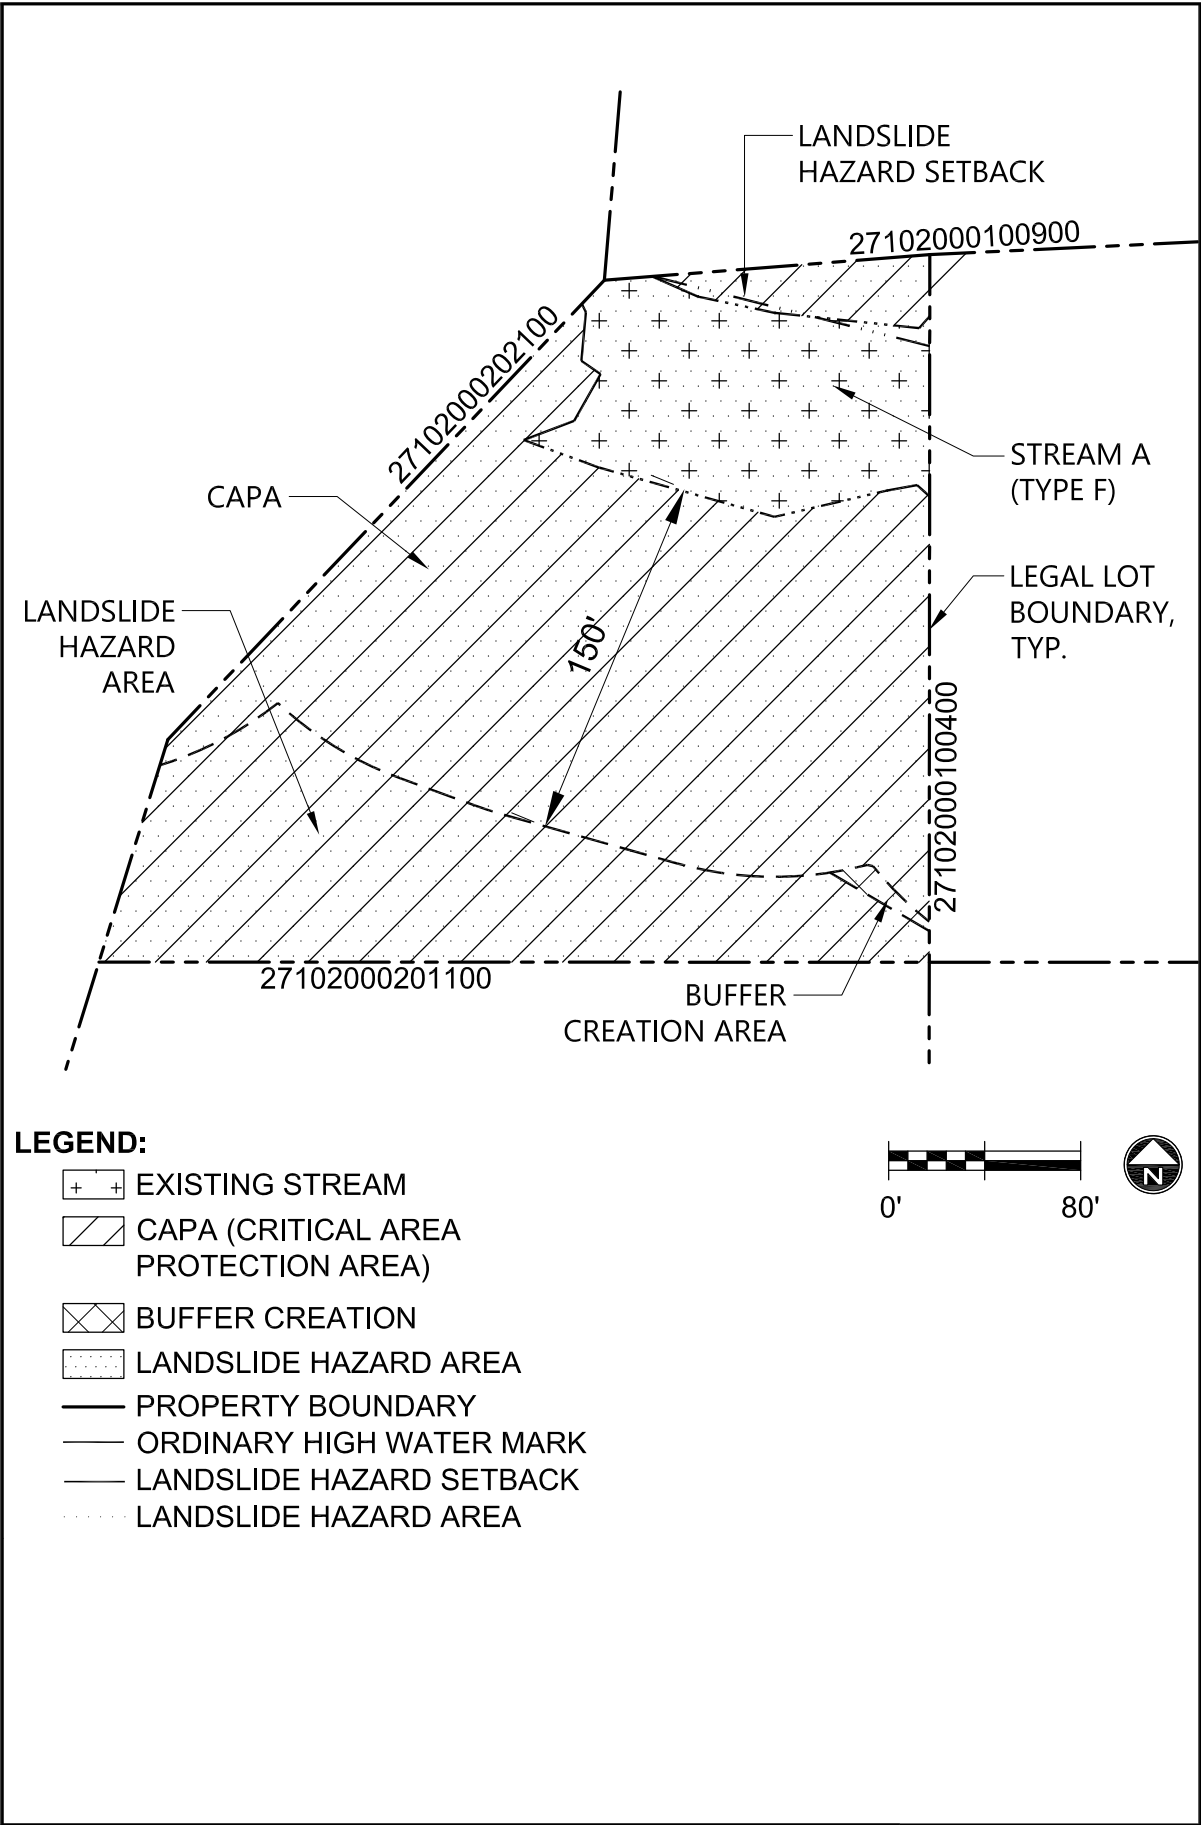 LANDSLIDE
HAZARD SETBACK
27102000100900
27102000202100
STREAM A
(TYPE F)
CAPA
LEGAL LOT
BOUNDARY,
TYP.
LANDSLIDE
HAZARD
AREA
150'
27102000100400
27102000201100
BUFFER
CREATION AREA
LEGEND:
EXISTING STREAM
CAPA (CRITICAL AREA
PROTECTION AREA)
BUFFER CREATION
LANDSLIDE HAZARD AREA
PROPERTY BOUNDARY
ORDINARY HIGH WATER MARK
LANDSLIDE HAZARD SETBACK
LANDSLIDE HAZARD AREA
0' 80'
N